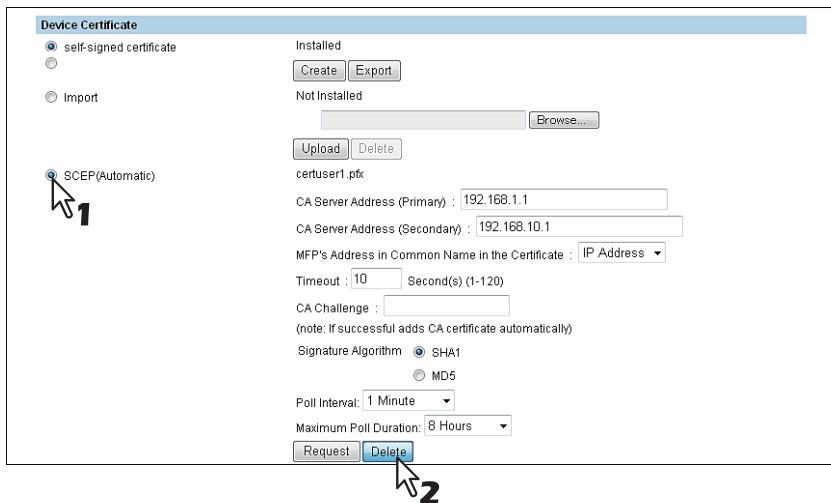 Device Certificate
self-signed certificate
Installed
Create Export
Import
Not Installed
Browse...
Upload Delete
SCEP(Automatic)
certuser1.pfx
1
CA Server Address (Primary) : 192.168.1.1
CA Server Address (Secondary) : 192.168.10.1
MFP's Address in Common Name in the Certificate : IP Address
Timeout : 10 Second(s) (1-120)
CA Challenge :
(note: If successful adds CA certificate automatically)
Signature Algorithm SHA1
MD5
Poll Interval: 1 Minute
Maximum Poll Duration: 8 Hours
Request Delete
2